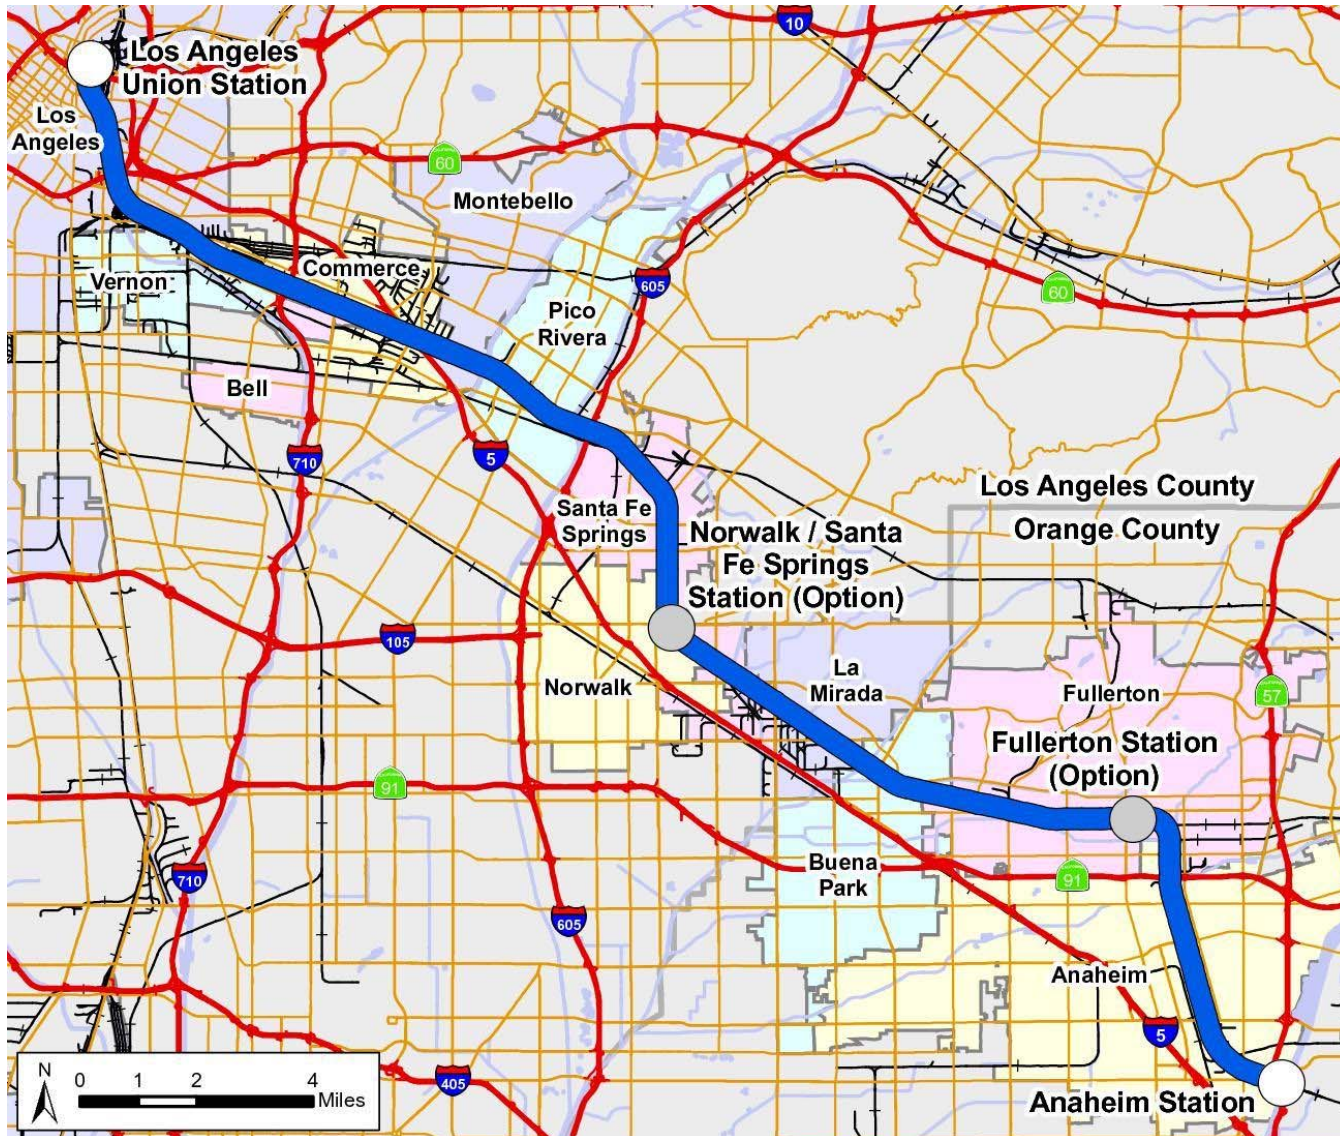 10
Los Angeles
Union Station
Los
Angeles
60
Montebello
Vernon
Commerce
605
60
Pico
Rivera
Bell
710
5
Los Angeles County
Orange County
Santa Fe
Springs
Norwalk / Santa
Fe Springs
Station (Option)
105
La
Mirada
Norwalk
Fullerton
57
Fullerton Station
(Option)
91
Buena
Park
710
91
605
Anaheim
5
405
N
0 1 2 4
Miles
Anaheim Station